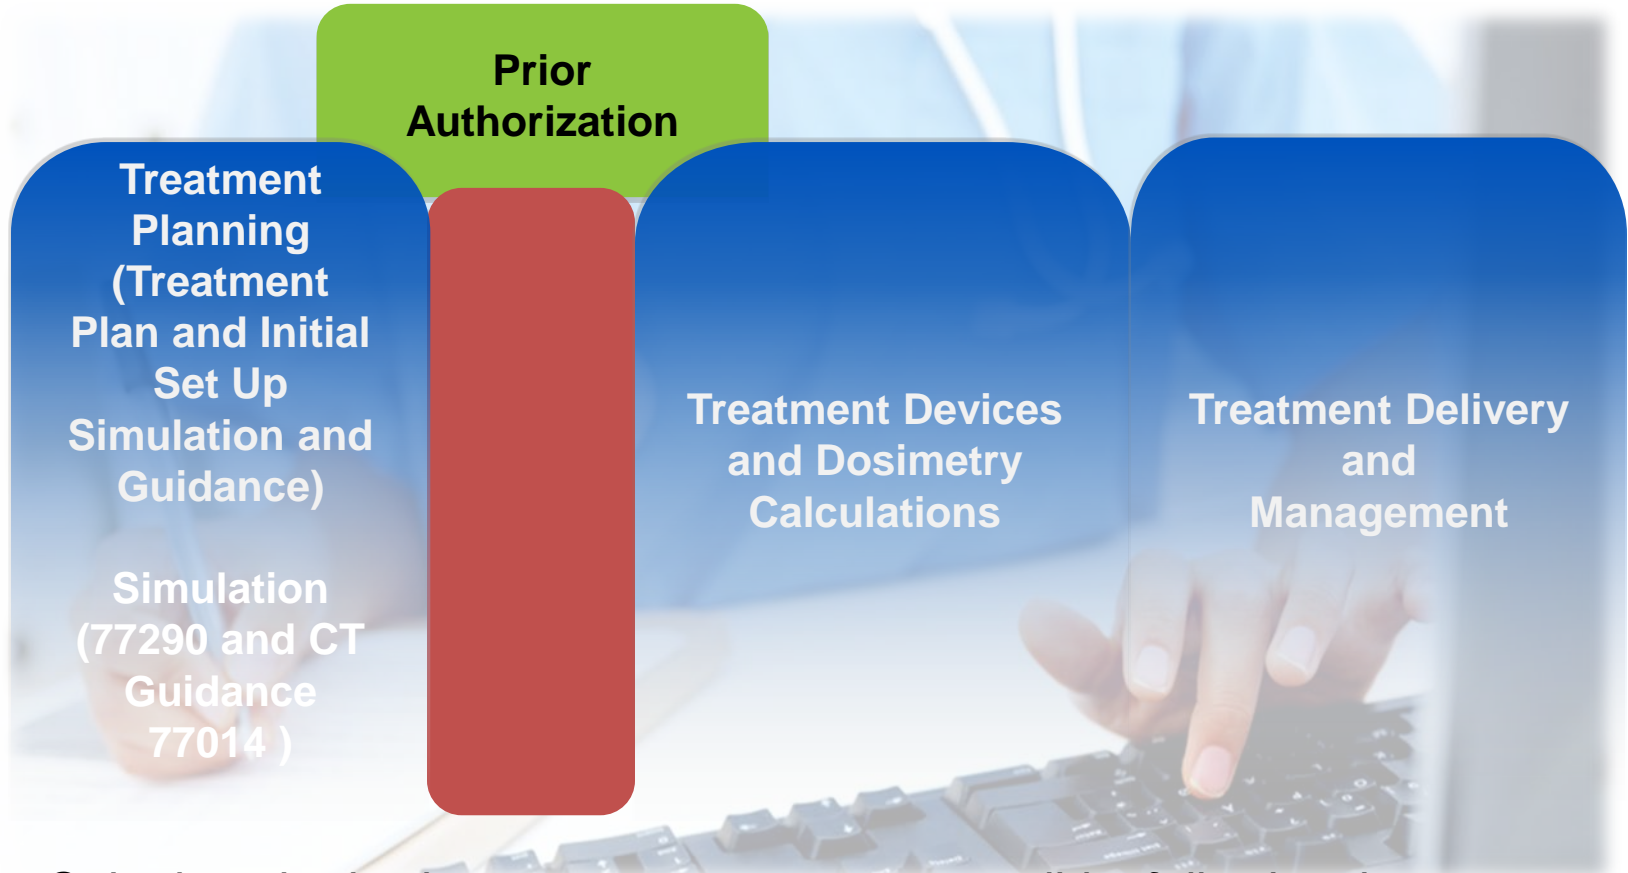 Prior
Authorization
Treatment
Planning
(Treatment
Plan and Initial
Set Up
Simulation and
Guidance)
Simulation
(77290 and CT
Guidance
77014 )
Treatment Devices
and Dosimetry
Calculations
Treatment Delivery
and
Management